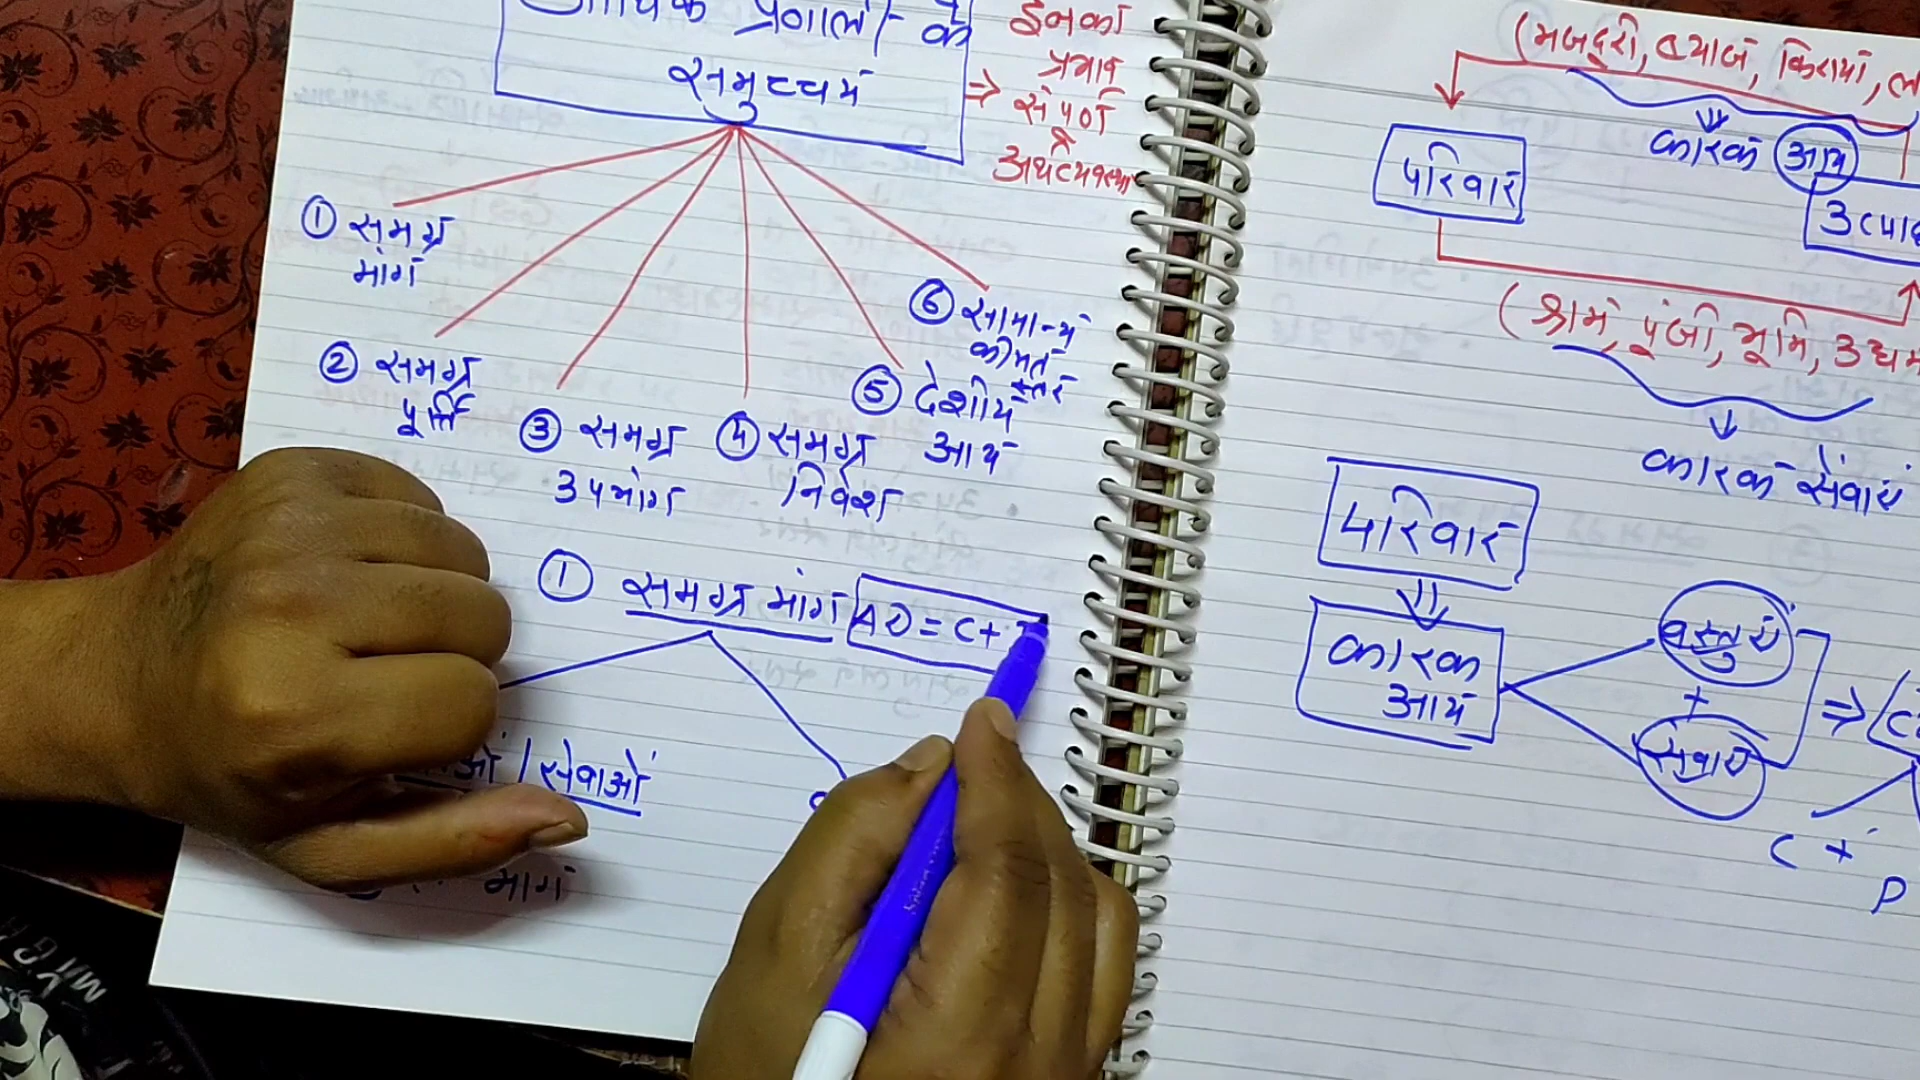 आर्थिक प्रणाली के
समुच्चय
⇒ इनका
प्रभाव
संपूर्ण
अर्थव्यवस्था
① समग्र
मांग
② समग्र
पूर्ति
③ समग्र
उपभोग
④ समग्र
निवेश
⑤ देशीय
आय
⑥ सामान्य
कीमत
स्तर
① समग्र मांग AD = C +
/ सेवाओं
मांग
(मजदूरी, ब्याज, किराया,
कारक आय
परिवार
(श्रम, पूंजी, भूमि, उद्यम
कारक सेवाएं
परिवार
कारक
आय
वस्तुएं
+
सेवाएं
⇒
C +
P